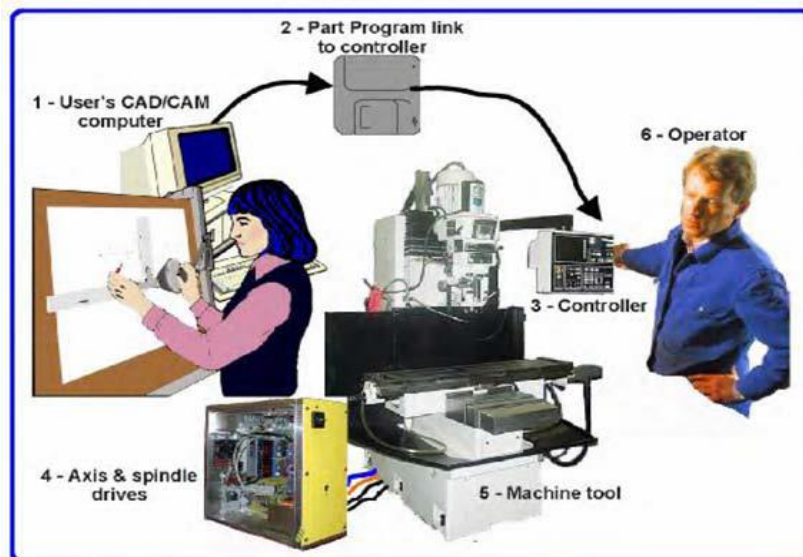 2 - Part Program link
to controller
1 - User's CAD/CAM
computer
6 - Operator
3 - Controller
4 - Axis & spindle
drives
5 - Machine tool